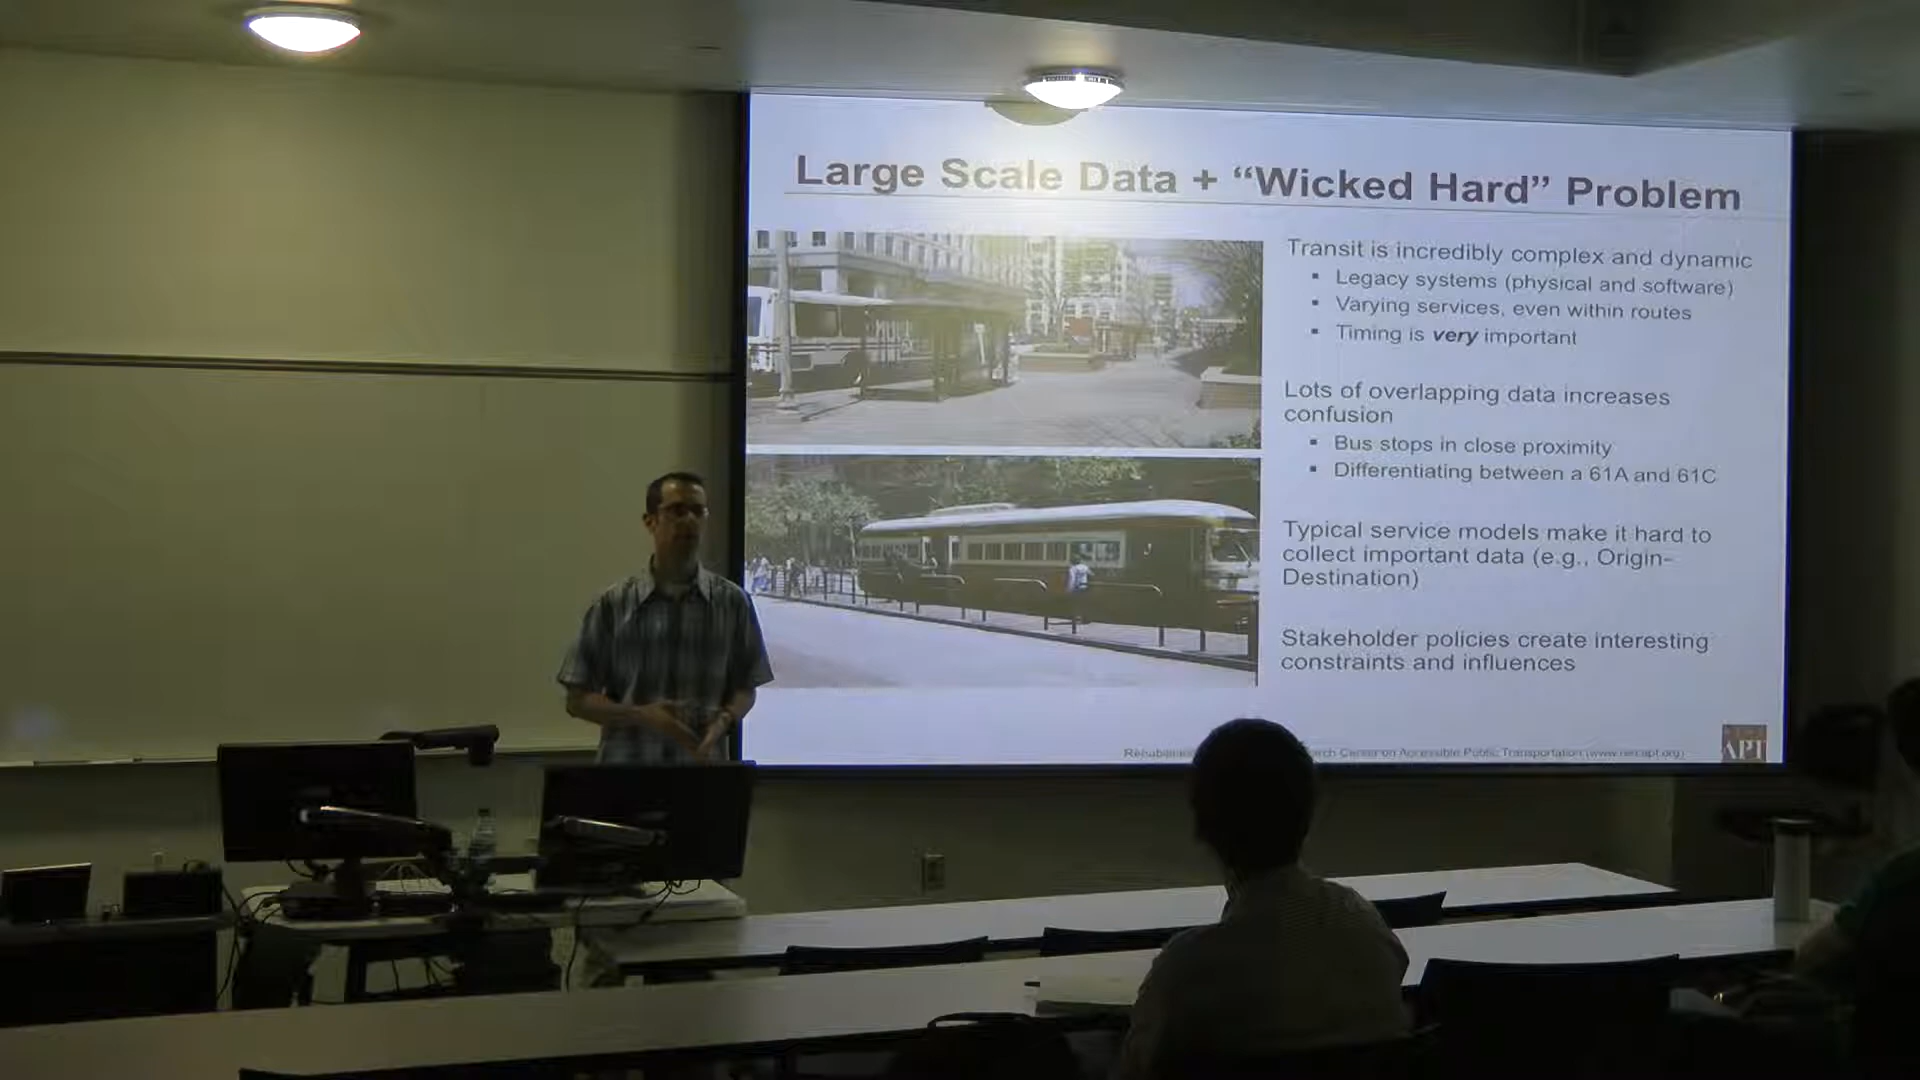 Large Scale Data + “Wicked Hard” Problem
Transit is incredibly complex and dynamic
▪ Legacy systems (physical and software)
▪ Varying services, even within routes
▪ Timing is very important
Lots of overlapping data increases
confusion
▪ Bus stops in close proximity
▪ Differentiating between a 61A and 61C
Typical service models make it hard to
collect important data (e.g., Origin-
Destination)
Stakeholder policies create interesting
constraints and influences
Center on Accessible Public Transportation (www.rercapt.org)
APT